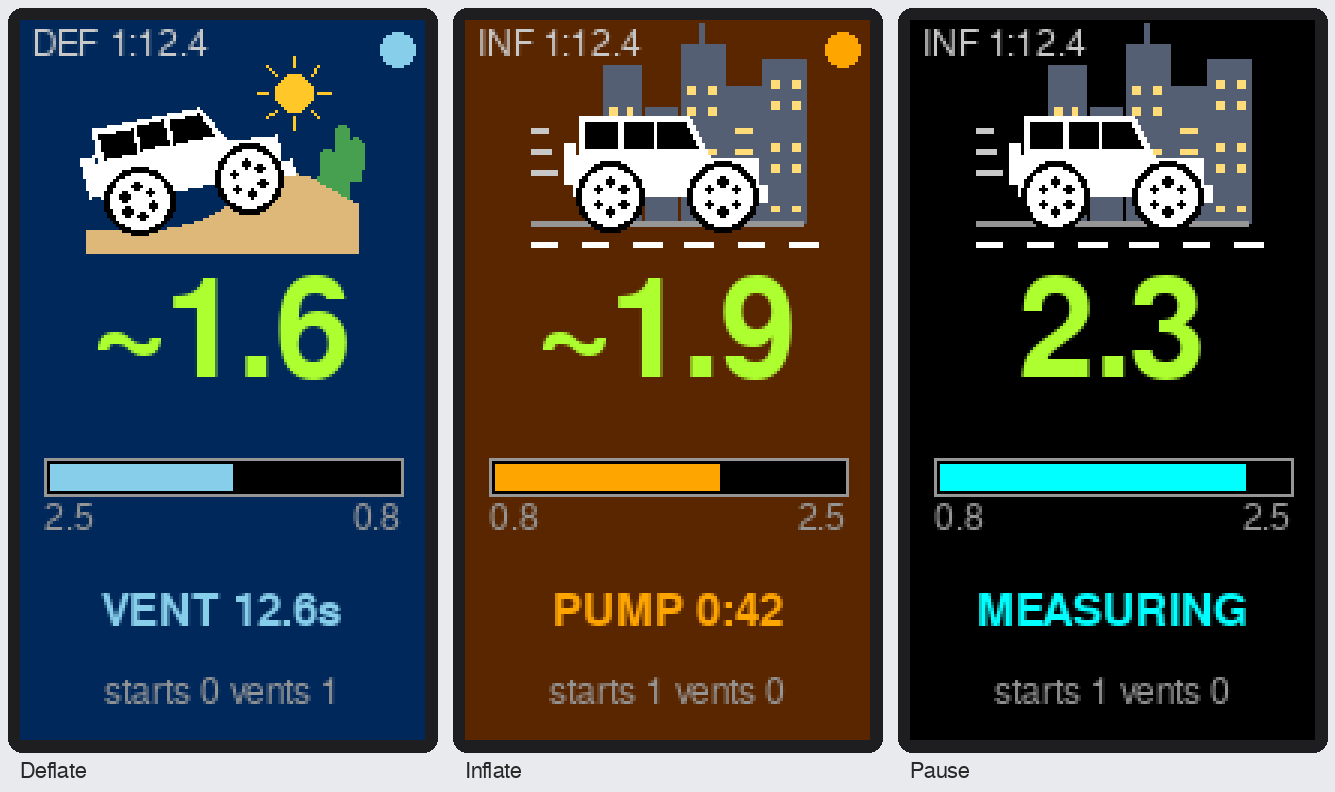 DEF 1:12.4
~1.6
2.5 0.8
VENT 12.6s
starts 0 vents 1
Deflate
INF 1:12.4
~1.9
0.8 2.5
PUMP 0:42
starts 1 vents 0
Inflate
INF 1:12.4
2.3
0.8 2.5
MEASURING
starts 1 vents 0
Pause